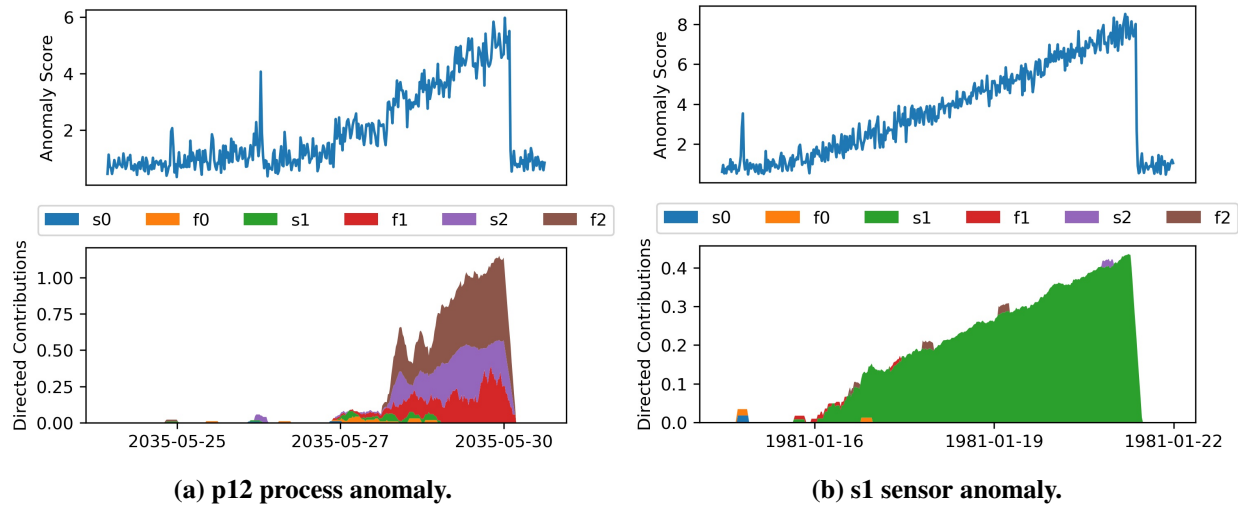 6
4
2
Anomaly Score
8
6
4
2
Anomaly Score
s0 f0 s1 f1 s2 f2
s0 f0 s1 f1 s2 f2
1.00
0.75
0.50
0.25
0.00
Directed Contributions
2035-05-25 2035-05-27 2035-05-30
0.4
0.3
0.2
0.1
0.0
Directed Contributions
1981-01-16 1981-01-19 1981-01-22
(a) p12 process anomaly.
(b) s1 sensor anomaly.